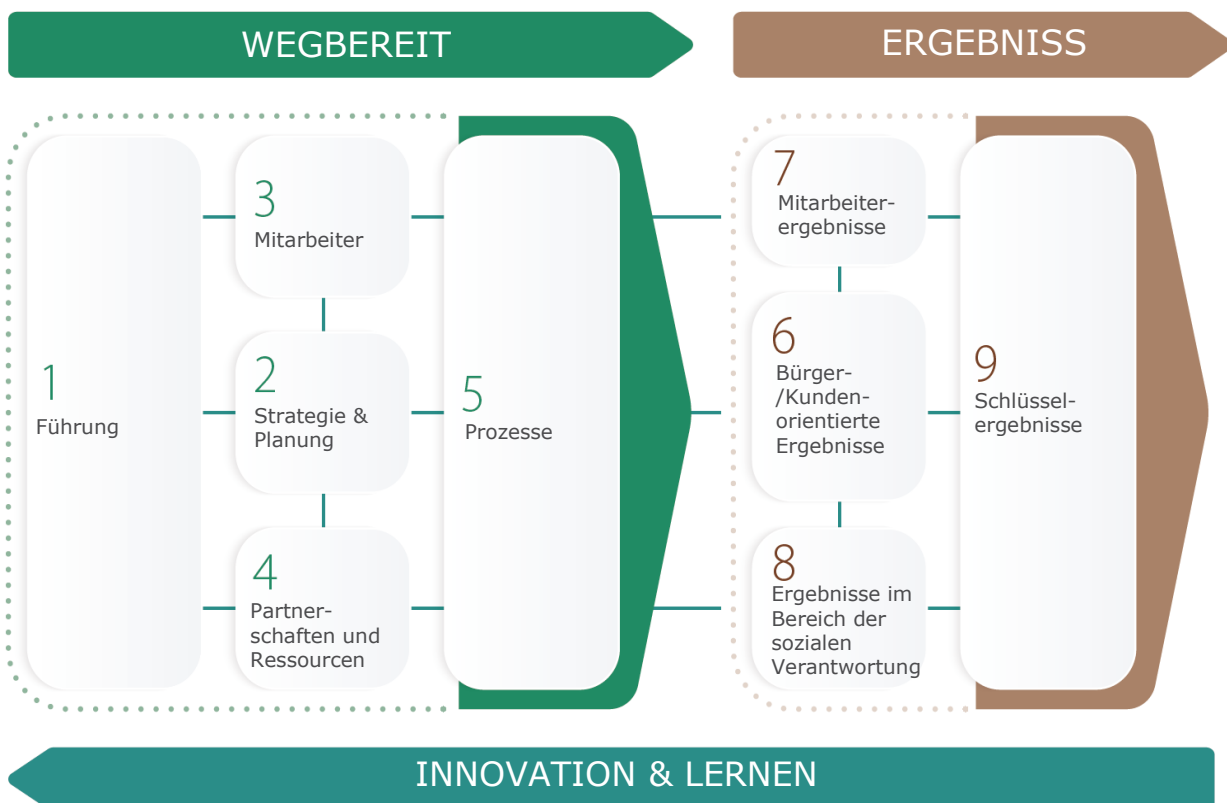 WEGBEREIT
ERGEBNISS
1
Führung
3
Mitarbeiter
2
Strategie &
Planung
4
Partner-
schaften und
Ressourcen
5
Prozesse
7
Mitarbeiter-
ergebnisse
6
Bürger-
/Kunden-
orientierte
Ergebnisse
8
Ergebnisse im
Bereich der
sozialen
Verantwortung
9
Schlüssel-
ergebnisse
INNOVATION & LERNEN